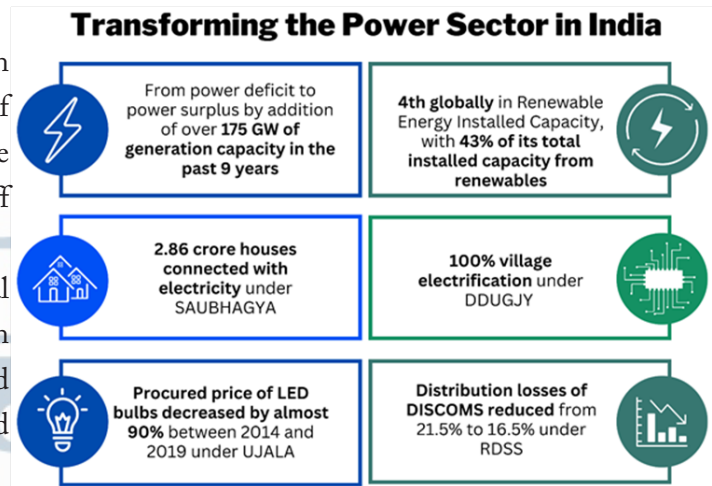 Transforming the Power Sector in India
From power deficit to
power surplus by addition
of over 175 GW of
generation capacity in the
past 9 years
4th globally in Renewable
Energy Installed Capacity,
with 43% of its total
installed capacity from
renewables
2.86 crore houses
connected with
electricity under
SAUBHAGYA
100% village
electrification under
DDUGJY
Procured price of LED
bulbs decreased by almost
90% between 2014 and
2019 under UJALA
Distribution losses of
DISCOMS reduced from
21.5% to 16.5% under
RDSS